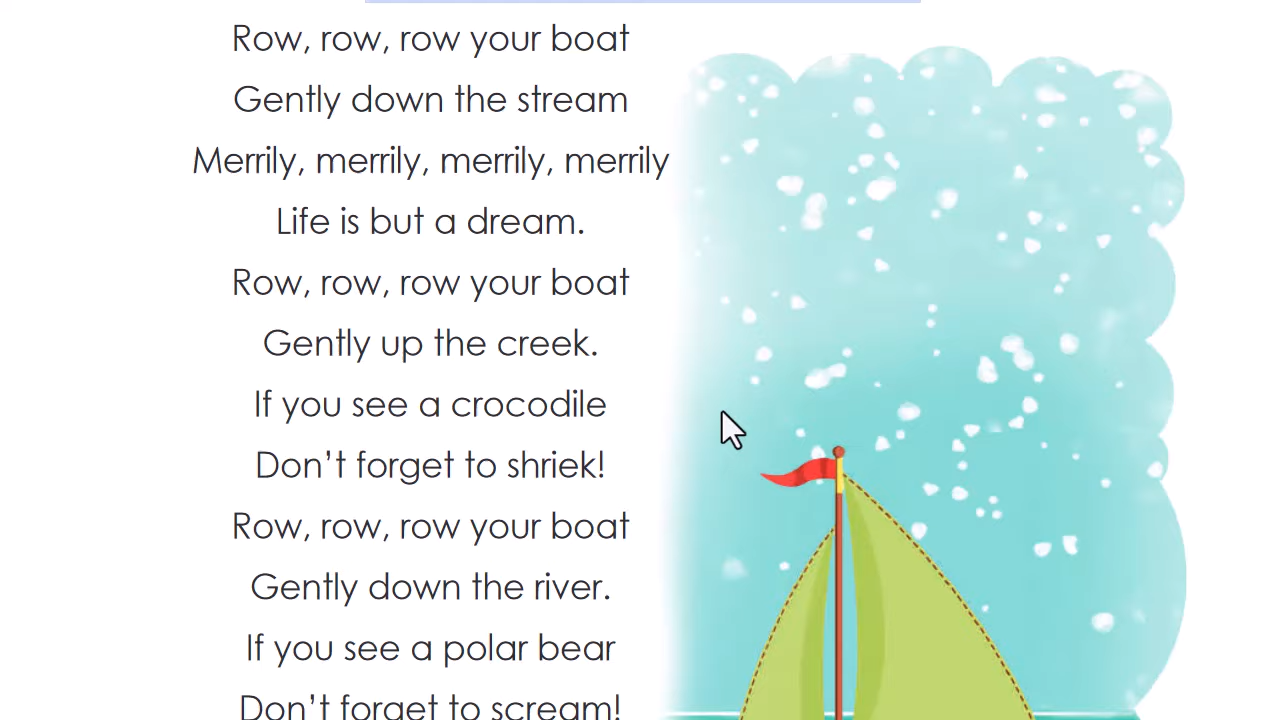 Row, row, row your boat
Gently down the stream
Merrily, merrily, merrily, merrily
Life is but a dream.
Row, row, row your boat
Gently up the creek.
If you see a crocodile
Don’t forget to shriek!
Row, row, row your boat
Gently down the river.
If you see a polar bear
Don’t forget to scream!